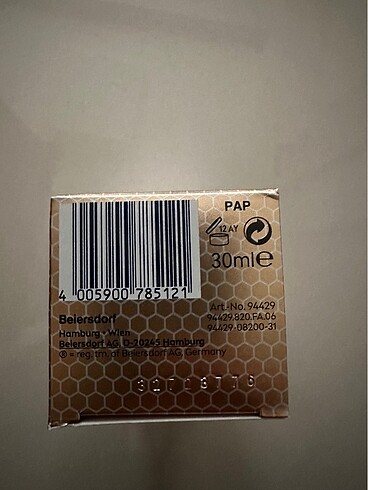 PAP
12 AY
30ml℮
4 005900 785121
Art.-No. 94429
94429.820.FA.06
94429-08200-31
Beiersdorf
Hamburg · Wien
Beiersdorf AG, D-20245 Hamburg
® = reg. tm. of Beiersdorf AG, Germany